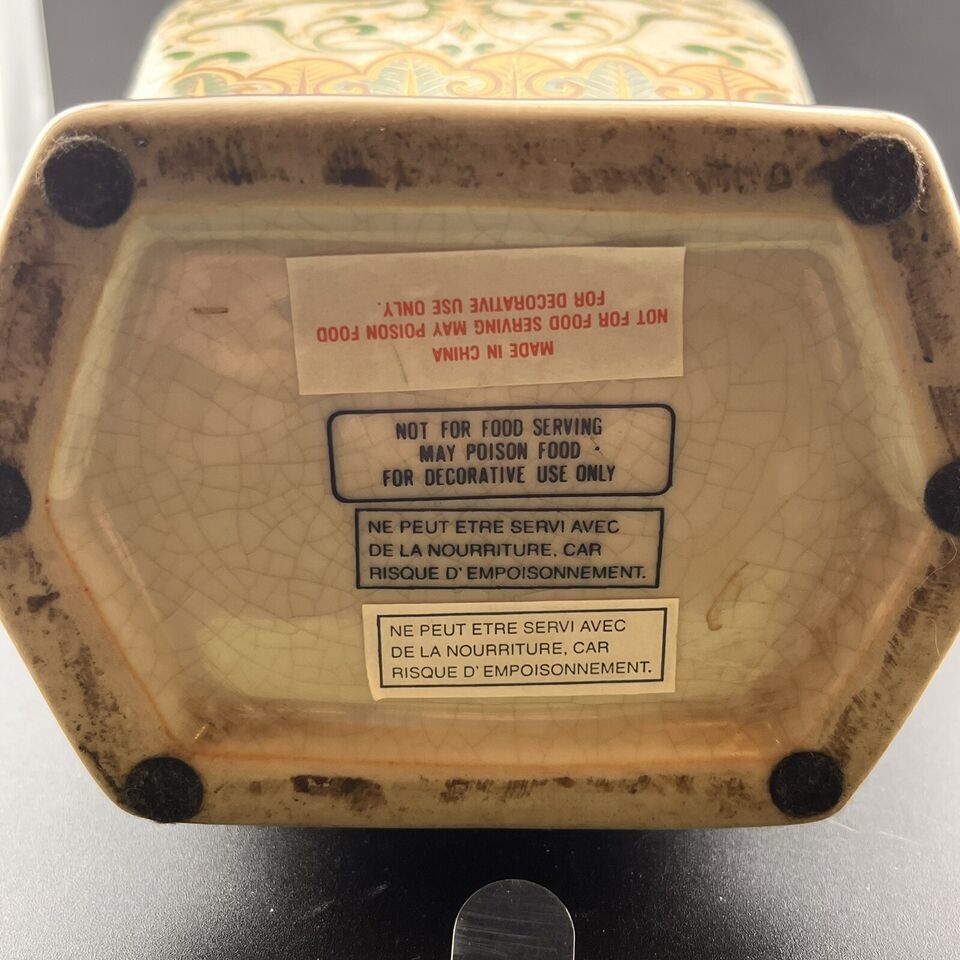 MADE IN CHINA
NOT FOR FOOD SERVING MAY POISON FOOD
FOR DECORATIVE USE ONLY.
NOT FOR FOOD SERVING
MAY POISON FOOD
FOR DECORATIVE USE ONLY
NE PEUT ETRE SERVI AVEC
DE LA NOURRITURE, CAR
RISQUE D' EMPOISONNEMENT.
NE PEUT ETRE SERVI AVEC
DE LA NOURRITURE, CAR
RISQUE D' EMPOISONNEMENT.